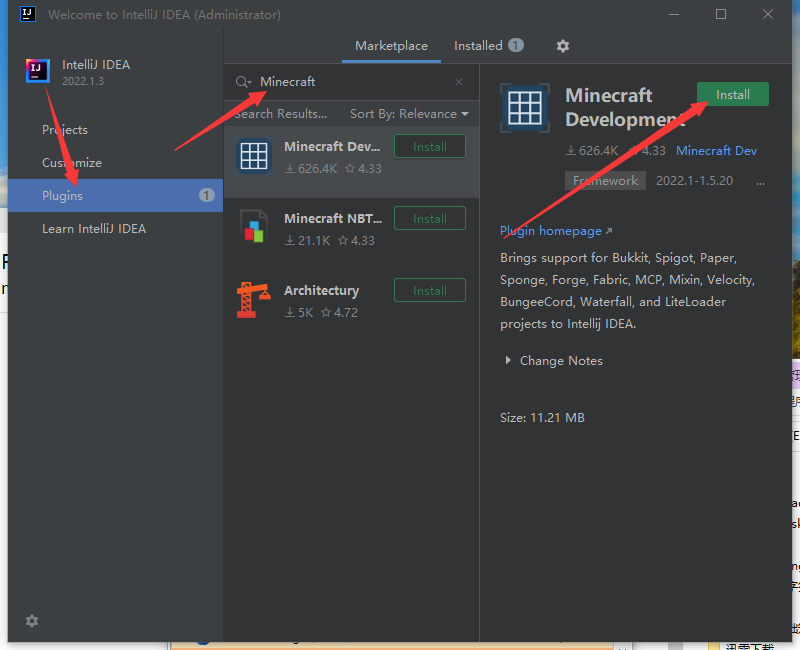 Welcome to IntelliJ IDEA (Administrator)
IntelliJ IDEA
2022.1.3
Projects
Customize
Plugins 1
Learn IntelliJ IDEA
Marketplace Installed 1
Minecraft
Search Results... Sort By: Relevance
Minecraft Dev... Install
626.4K 4.33
Minecraft NBT... Install
21.1K 4.33
Architectury Install
5K 4.72
Minecraft
Development
Install
626.4K 4.33 Minecraft Dev
Framework 2022.1-1.5.20 ...
Plugin homepage
Brings support for Bukkit, Spigot, Paper,
Sponge, Forge, Fabric, MCP, Mixin, Velocity,
BungeeCord, Waterfall, and LiteLoader
projects to Intellij IDEA.
Change Notes
Size: 11.21 MB